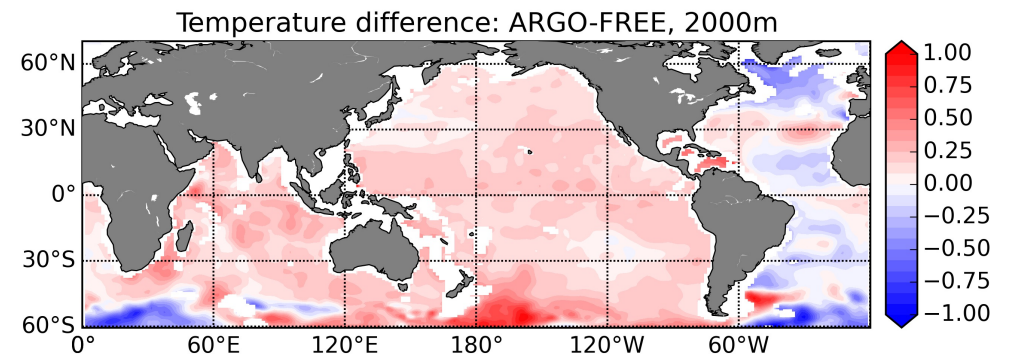 Temperature difference: ARGO-FREE, 2000m
60°N
30°N
0°
30°S
60°S
0°
60°E
120°E
180°
120°W
60°W
1.00
0.75
0.50
0.25
0.00
−0.25
−0.50
−0.75
−1.00